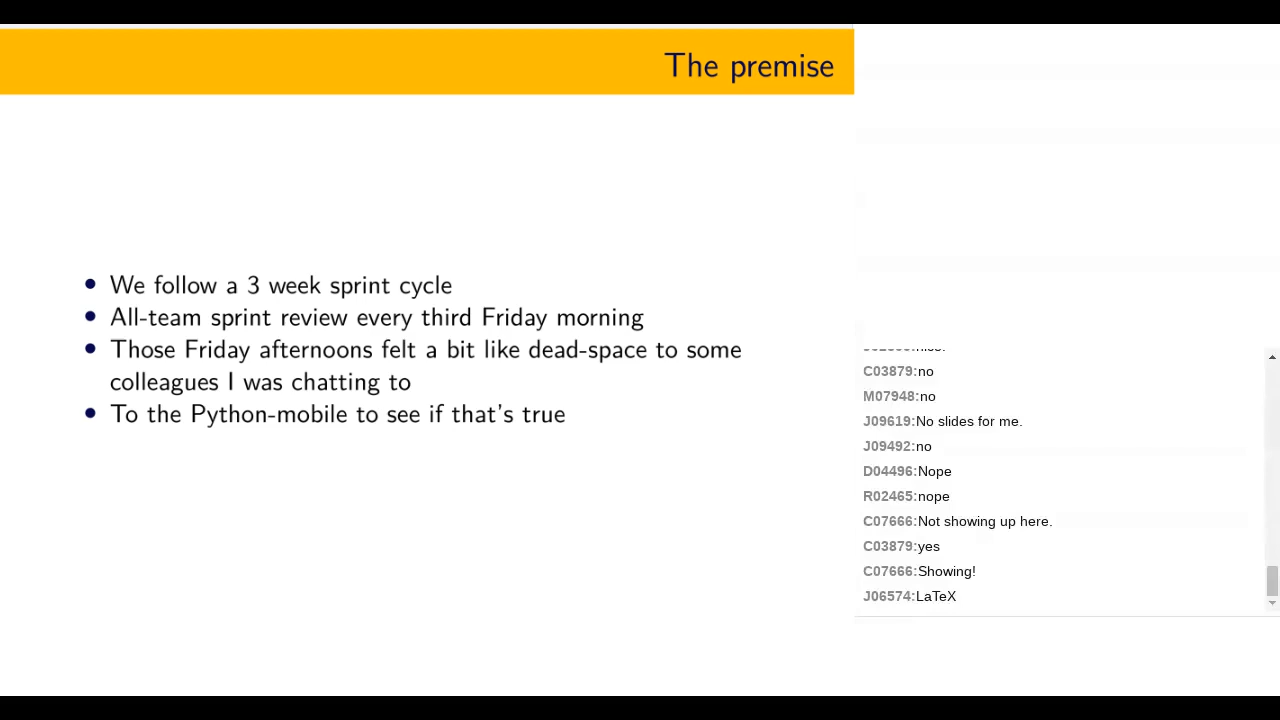 The premise
We follow a 3 week sprint cycle
All-team sprint review every third Friday morning
Those Friday afternoons felt a bit like dead-space to some
colleagues I was chatting to
To the Python-mobile to see if that's true
C03879:no
M07948:no
J09619:No slides for me.
J09492:no
D04496:Nope
R02465:nope
C07666:Not showing up here.
C03879:yes
C07666:Showing!
J06574:LaTeX